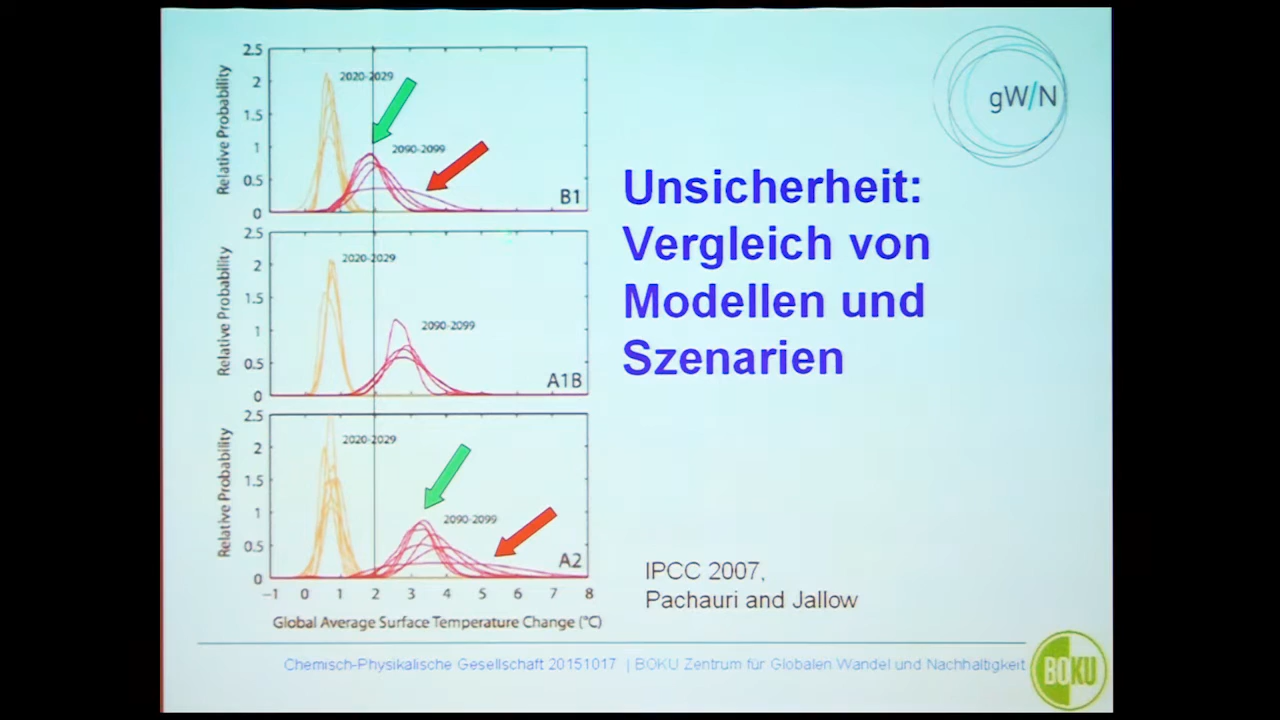 2.5
2
1.5
1
0.5
0
Relative Probability
2020-2029
2090-2099
B1
2.5
2
1.5
1
0.5
0
Relative Probability
2020-2029
2090-2099
A1B
2.5
2
1.5
1
0.5
0
Relative Probability
2020-2029
2090-2099
A2
-1 0 1 2 3 4 5 6 7 8
Global Average Surface Temperature Change (°C)
gW/N
Unsicherheit:
Vergleich von
Modellen und
Szenarien
IPCC 2007,
Pachauri and Jallow
Chemisch-Physikalische Gesellschaft 20151017 | BOKU Zentrum für Globalen Wandel und Nachhaltigkeit
BOKU